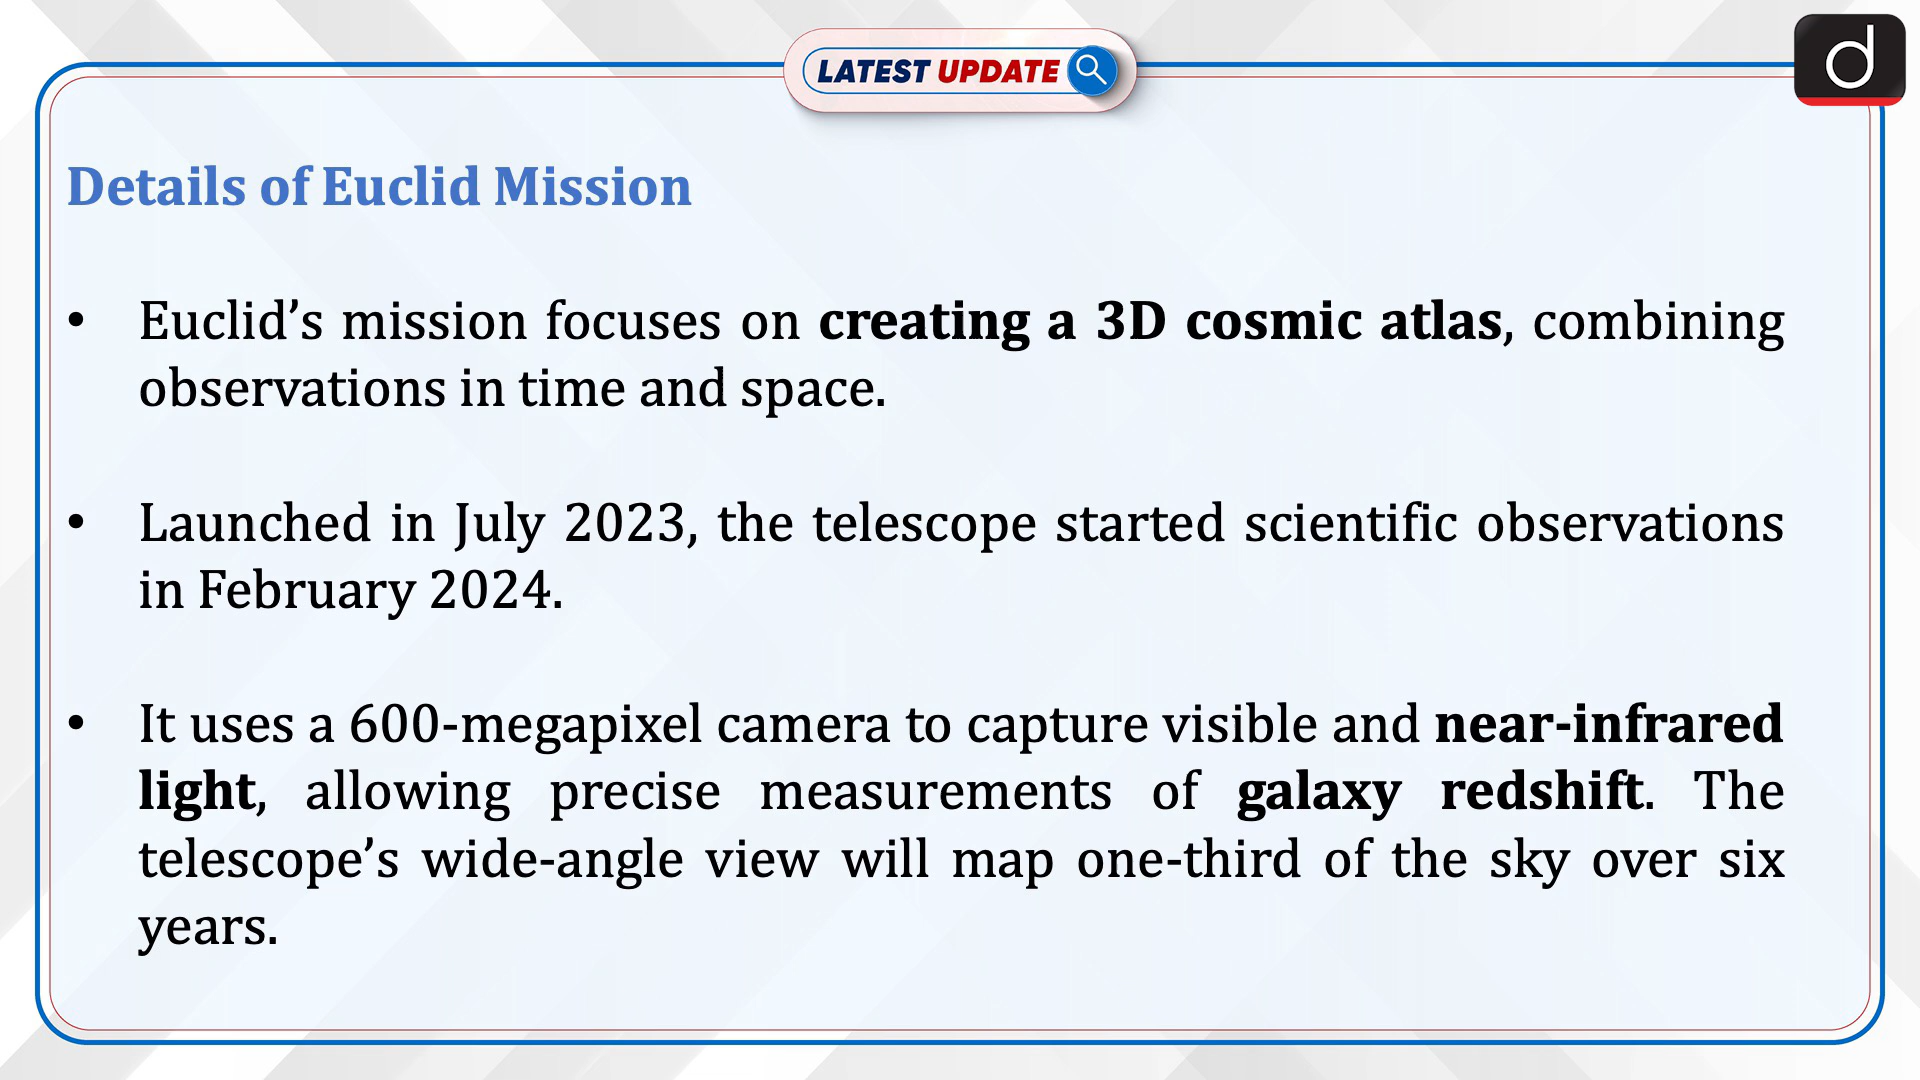 LATEST UPDATE
d
Details of Euclid Mission
• Euclid’s mission focuses on creating a 3D cosmic atlas, combining
observations in time and space.
• Launched in July 2023, the telescope started scientific observations
in February 2024.
• It uses a 600-megapixel camera to capture visible and near-infrared
light, allowing precise measurements of galaxy redshift. The
telescope’s wide-angle view will map one-third of the sky over six
years.